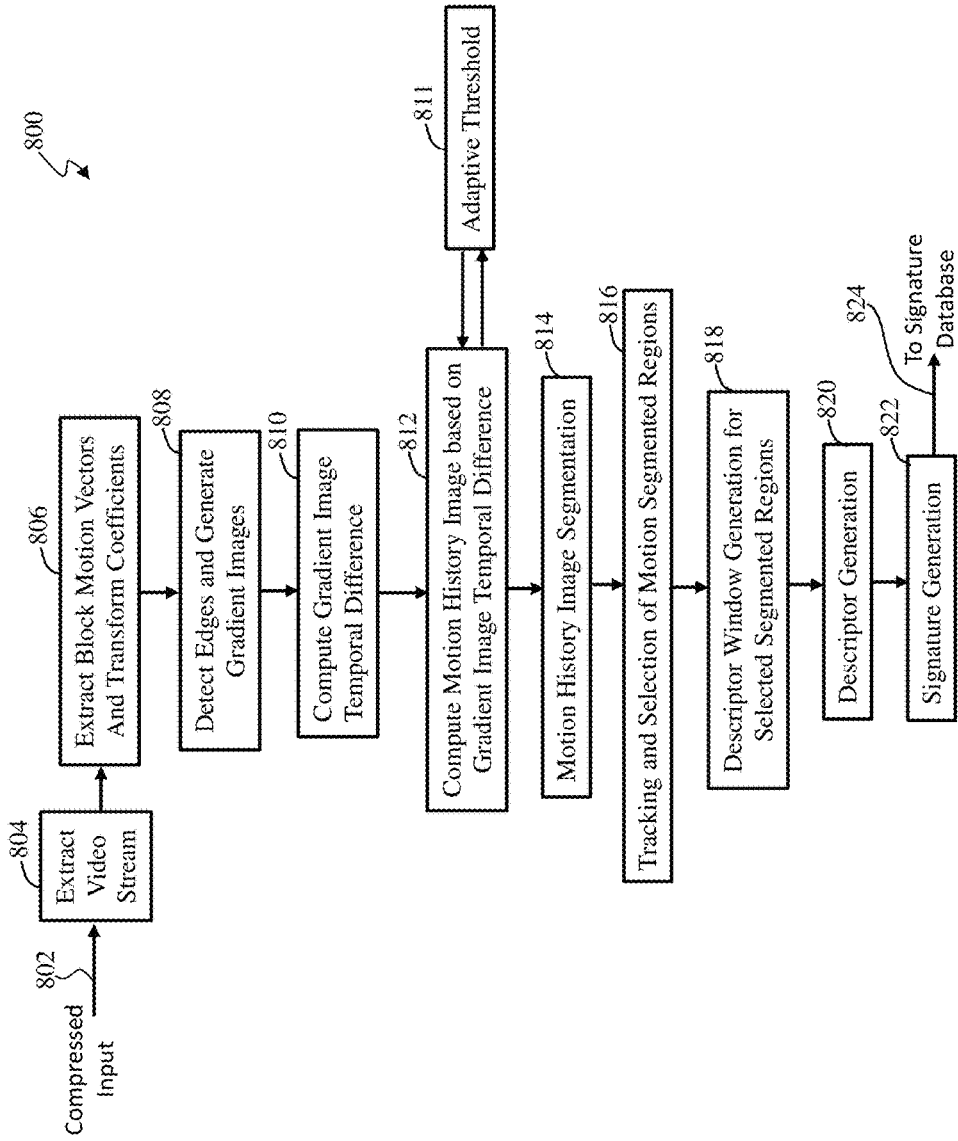 800
Compressed
Input
802
804
Extract
Video
Stream
806
Extract Block Motion Vectors
And Transform Coefficients
808
Detect Edges and Generate
Gradient Images
810
Compute Gradient Image
Temporal Difference
811
Adaptive Threshold
812
Compute Motion History Image based on
Gradient Image Temporal Difference
814
Motion History Image Segmentation
816
Tracking and Selection of Motion Segmented Regions
818
Descriptor Window Generation for
Selected Segmented Regions
820
Descriptor Generation
822
Signature Generation
824
To Signature
Database